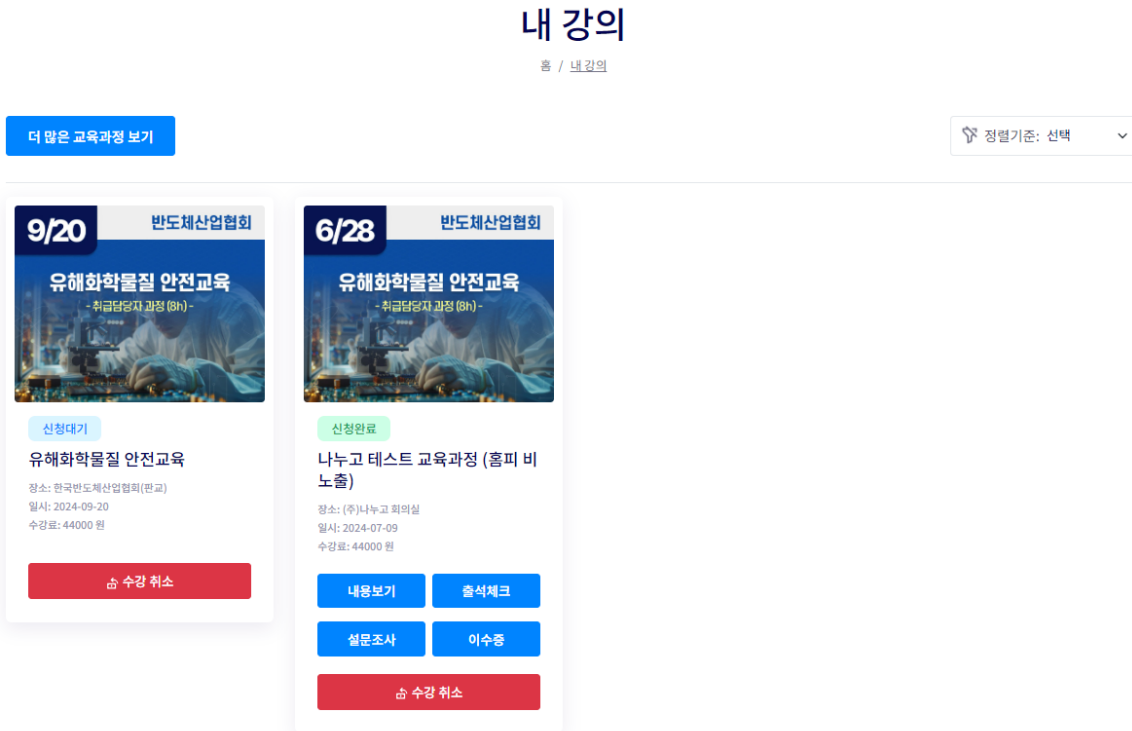 내 강의
홈 / 내 강의
더 많은 교육과정 보기
정렬기준: 선택
9/20
반도체산업협회
유해화학물질 안전교육
- 취급담당자 과정 (8h) -
신청대기
유해화학물질 안전교육
장소: 한국반도체산업협회(판교)
일시: 2024-09-20
수강료: 44000 원
수강 취소
6/28
반도체산업협회
유해화학물질 안전교육
- 취급담당자 과정 (8h) -
신청완료
나누고 테스트 교육과정 (홈피 비
노출)
장소: (주)나누고 회의실
일시: 2024-07-09
수강료: 44000 원
내용보기
출석체크
설문조사
이수증
수강 취소